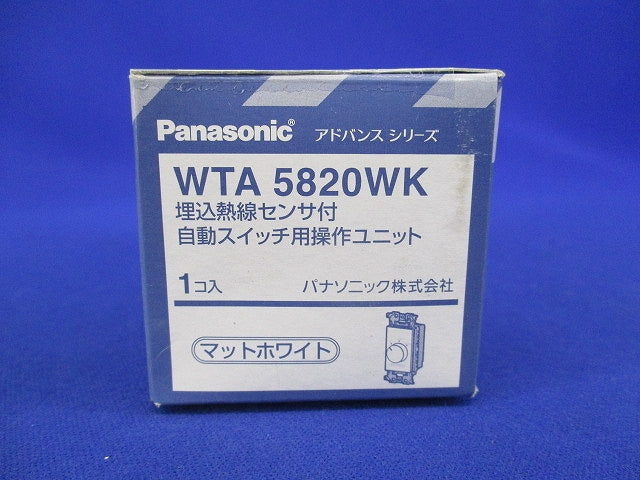 Panasonic® アドバンス シリーズ
WTA 5820WK
埋込熱線センサ付
自動スイッチ用操作ユニット
1コ入 パナソニック株式会社
マットホワイト